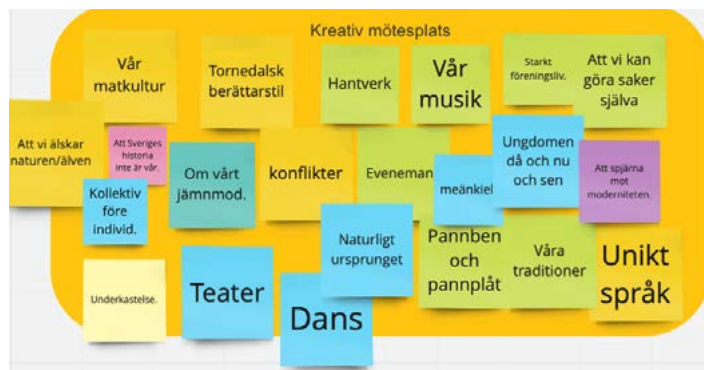 Kreativ mötesplats
Vår
matkultur
Tornedalsk
berättarstil
Hantverk
Vår
musik
Starkt
föreningsliv.
Att vi kan
göra saker
själva
Att vi älskar
naturen/älven
Att Sveriges
historia
inte är vår.
Om vårt
jämnmod.
konflikter
Eveneman
meänkiel
Ungdomen
då och nu
och sen
Att spjärna
mot
moderniteten.
Kollektiv
före
individ.
Underkastelse.
Teater
Dans
Naturligt
ursprunget
Pannben
och
pannplåt
Våra
traditioner
Unikt
språk